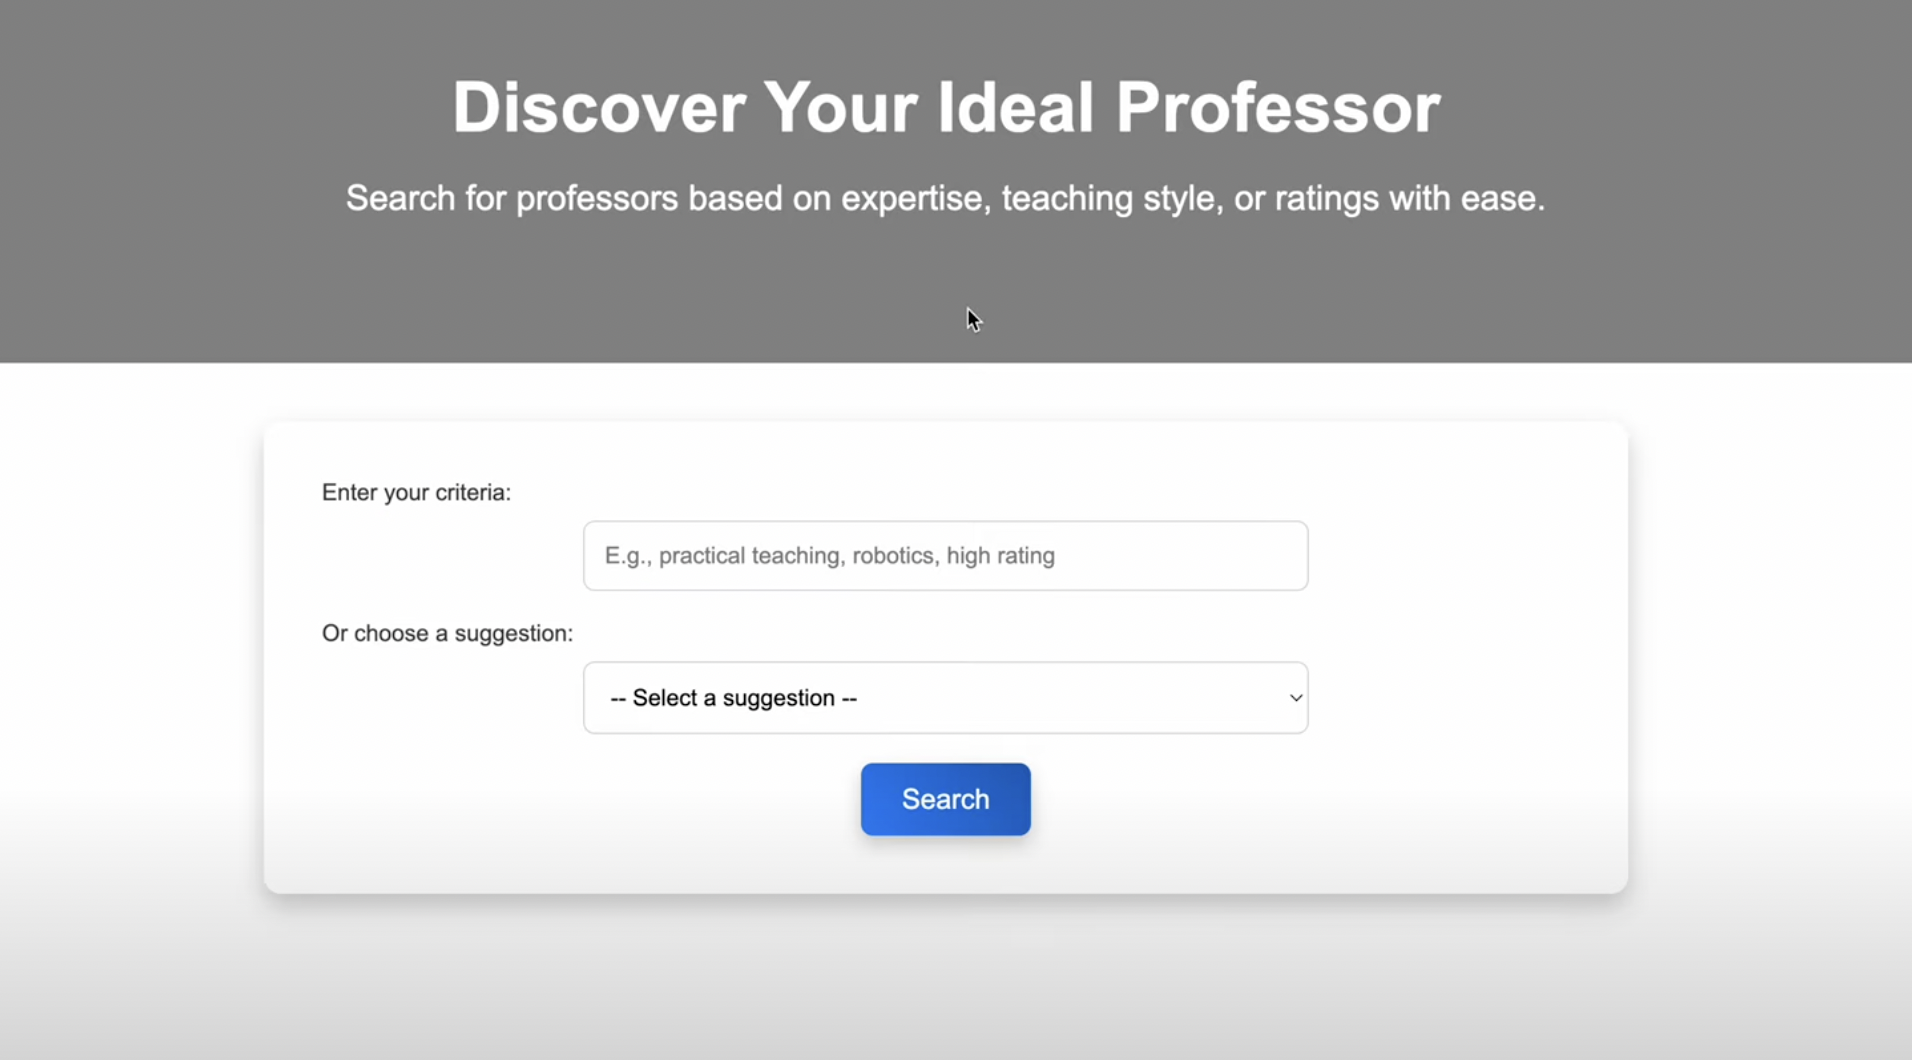 Discover Your Ideal Professor
Search for professors based on expertise, teaching style, or ratings with ease.
Enter your criteria:
E.g., practical teaching, robotics, high rating
Or choose a suggestion:
-- Select a suggestion --
Search